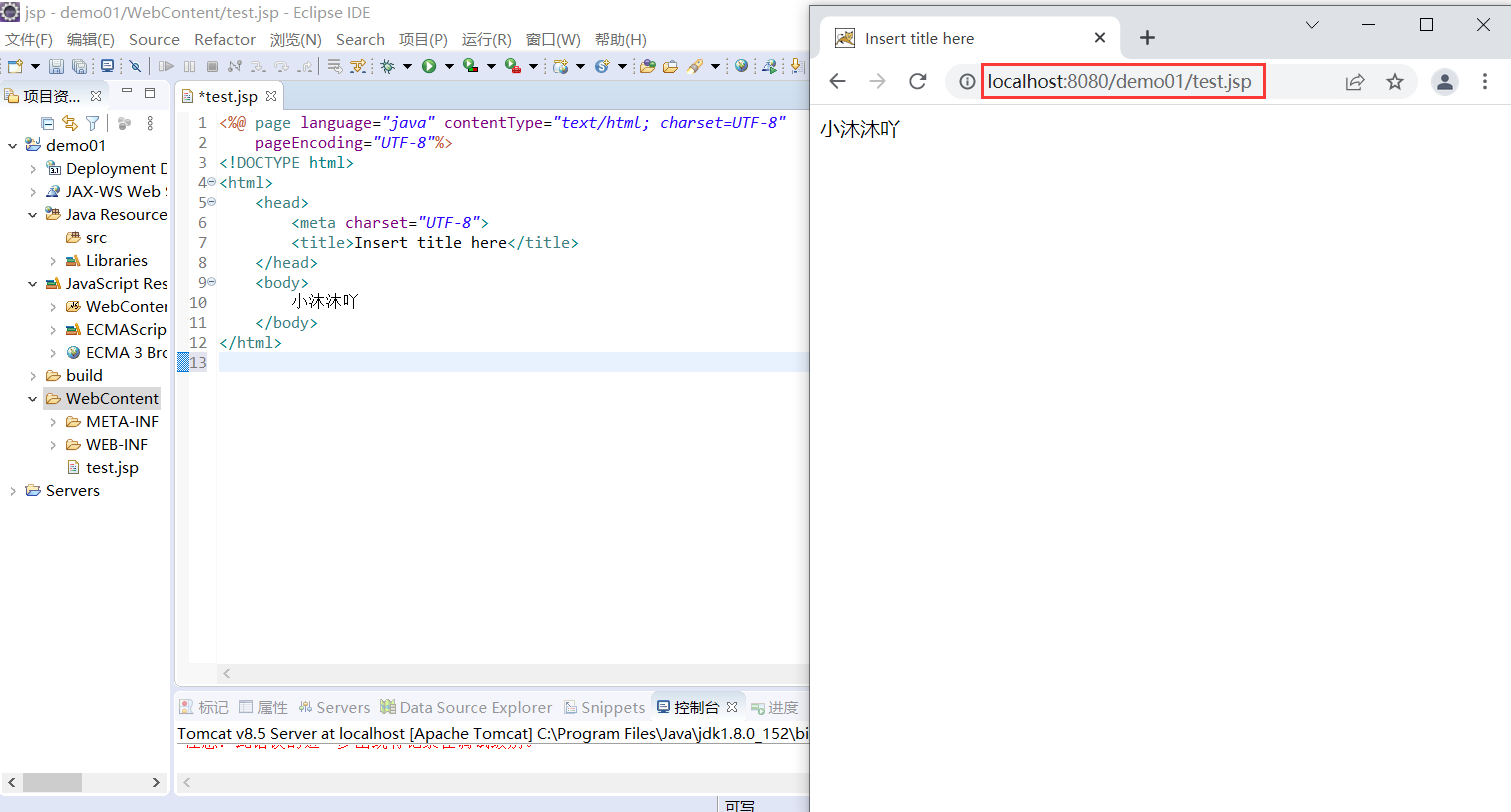 jsp - demo01/WebContent/test.jsp - Eclipse IDE
文件(F) 编辑(E) Source Refactor 浏览(N) Search 项目(P) 运行(R) 窗口(W) 帮助(H)
项目资...
demo01
Deployment D
JAX-WS Web
Java Resource
src
Libraries
JavaScript Res
WebConte
ECMAScrip
ECMA 3 Bro
build
WebContent
META-INF
WEB-INF
test.jsp
Servers
*test.jsp
1 <%@ page language="java" contentType="text/html; charset=UTF-8"
2 pageEncoding="UTF-8"%>
3 <!DOCTYPE html>
4 <html>
5 <head>
6 <meta charset="UTF-8">
7 <title>Insert title here</title>
8 </head>
9 <body>
10 小沐沐吖
11 </body>
12 </html>
13
标记 属性 Servers Data Source Explorer Snippets 控制台 进度
Tomcat v8.5 Server at localhost [Apache Tomcat] C:\Program Files\Java\jdk1.8.0_152\bi
可写
Insert title here
localhost:8080/demo01/test.jsp
小沐沐吖